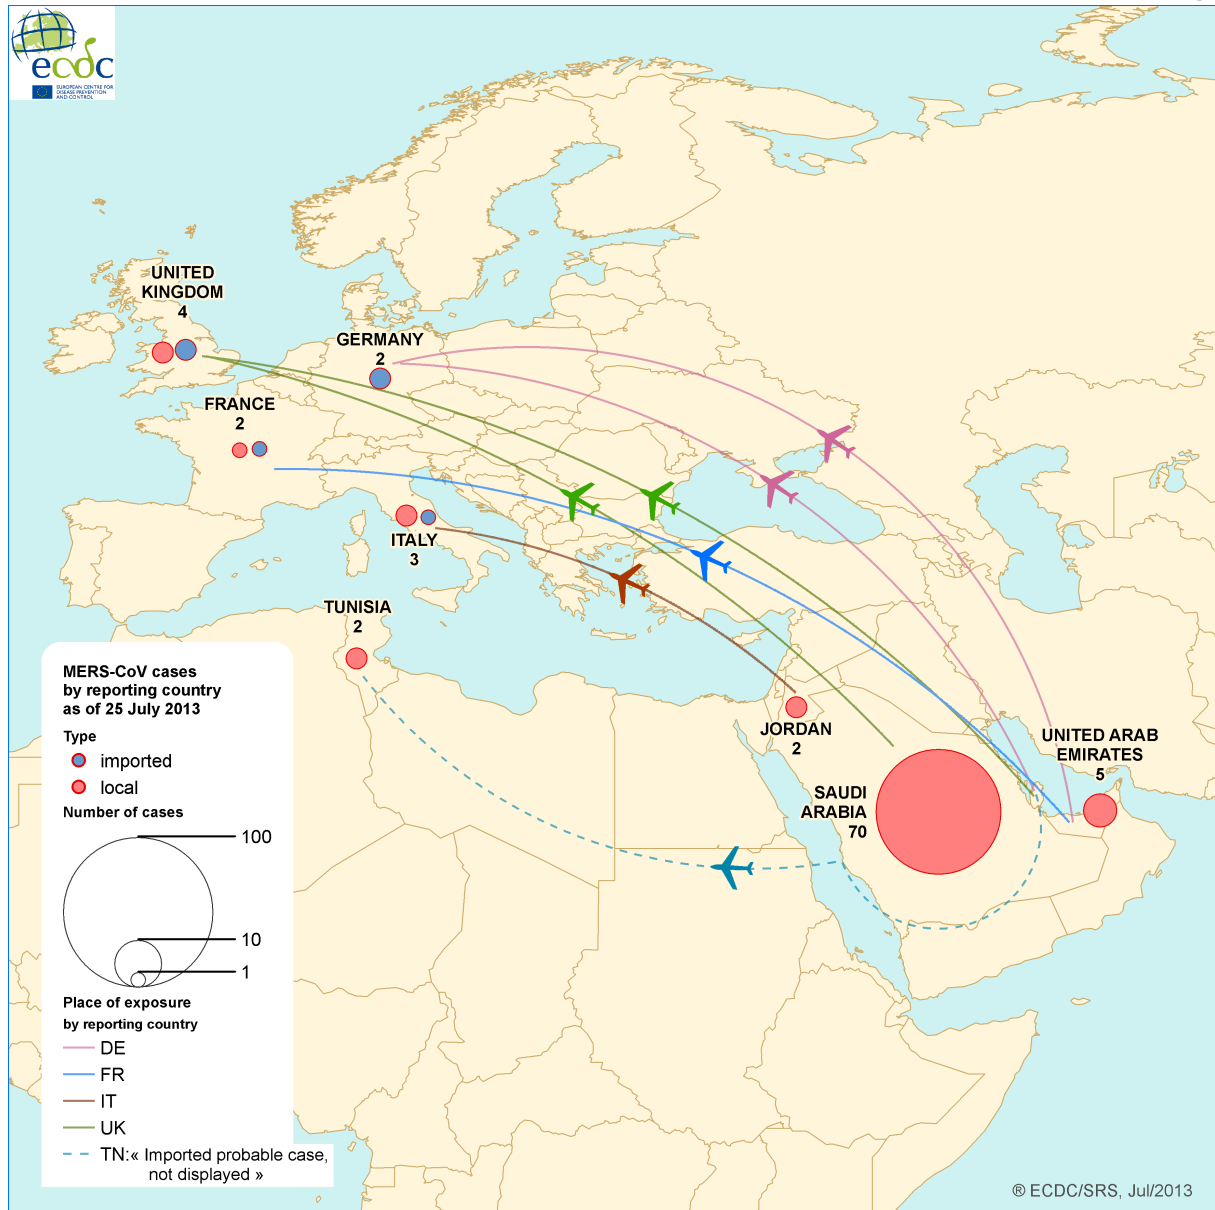 ecdc
EUROPEAN CENTRE FOR
DISEASE PREVENTION
AND CONTROL
UNITED
KINGDOM
4
GERMANY
2
FRANCE
2
ITALY
3
TUNISIA
2
JORDAN
2
UNITED ARAB
EMIRATES
5
SAUDI
ARABIA
70
MERS-CoV cases
by reporting country
as of 25 July 2013
Type
imported
local
Number of cases
100
10
1
Place of exposure
by reporting country
DE
FR
IT
UK
TN:« Imported probable case,
not displayed »
® ECDC/SRS, Jul/2013